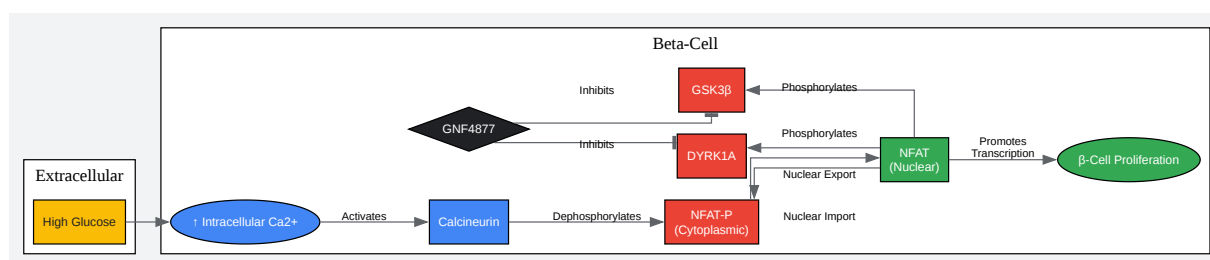 Beta-Cell
Inhibits
GSK3β
Phosphorylates
GNF4877
Inhibits
DYRK1A
Phosphorylates
NFAT
(Nuclear)
Promotes
Transcription
β-Cell Proliferation
Nuclear Export
Extracellular
High Glucose
↑ Intracellular Ca2+
Activates
Calcineurin
Dephosphorylates
NFAT-P
(Cytoplasmic)
Nuclear Import